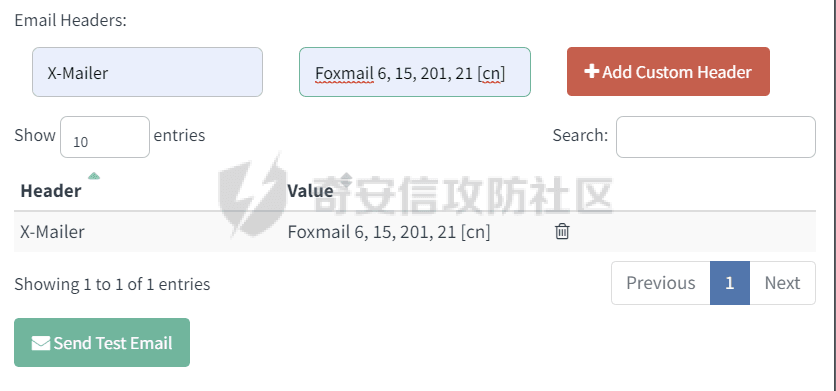 Email Headers:
X-Mailer
Foxmail 6, 15, 201, 21 [cn]
Add Custom Header
Show 10 entries
Search:
Header
Value
X-Mailer
Foxmail 6, 15, 201, 21 [cn]
Showing 1 to 1 of 1 entries
Previous 1 Next
Send Test Email
奇安信攻防社区